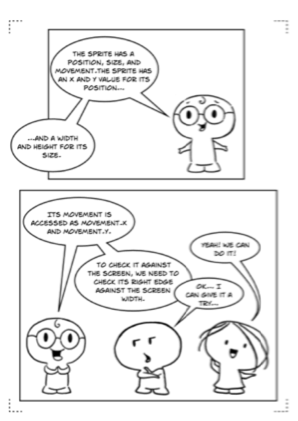 THE SPRITE HAS A
POSITION, SIZE, AND
MOVEMENT.THE SPRITE HAS
AN X AND Y VALUE FOR ITS
POSITION...
...AND A WIDTH
AND HEIGHT FOR ITS
SIZE.
ITS MOVEMENT IS
ACCESSED AS MOVEMENT.X
AND MOVEMENT.Y.
TO CHECK IT AGAINST
THE SCREEN, WE NEED TO
CHECK ITS RIGHT EDGE
AGAINST THE SCREEN
WIDTH.
OK... I
CAN GIVE IT A
TRY...
YEAH! WE CAN
DO IT!